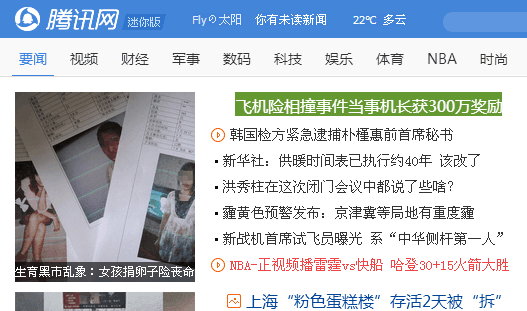 腾讯网 迷你版 Fly☉太阳 你有未读新闻 22℃ 多云
要闻 视频 财经 军事 数码 科技 娱乐 体育 NBA 时尚
飞机险相撞事件当事机长获300万奖励
韩国检方紧急逮捕朴槿惠前首席秘书
新华社：供暖时间表已执行约40年 该改了
洪秀柱在这次闭门会议中都说了些啥？
霾黄色预警发布：京津冀等局地有重度霾
新战机首席试飞员曝光 系“中华侧杆第一人”
生育黑市乱象：女孩捐卵子险丧命
NBA-正视频播雷霆vs快船 哈登30+15火箭大胜
上海“粉色蛋糕楼”存活2天被“拆”